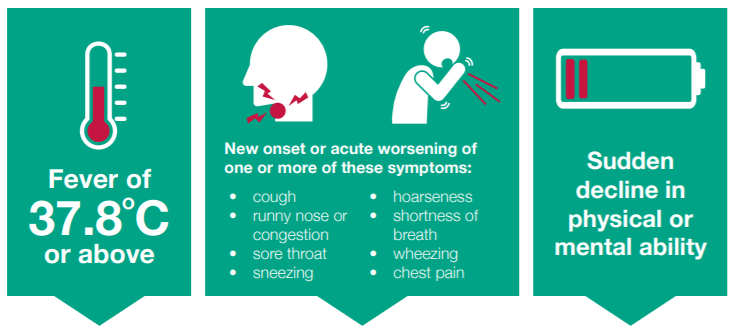 Fever of
37.8°C
or above
New onset or acute worsening of
one or more of these symptoms:
• cough
• runny nose or
congestion
• sore throat
• sneezing
• hoarseness
• shortness of
breath
• wheezing
• chest pain
Sudden
decline in
physical or
mental ability